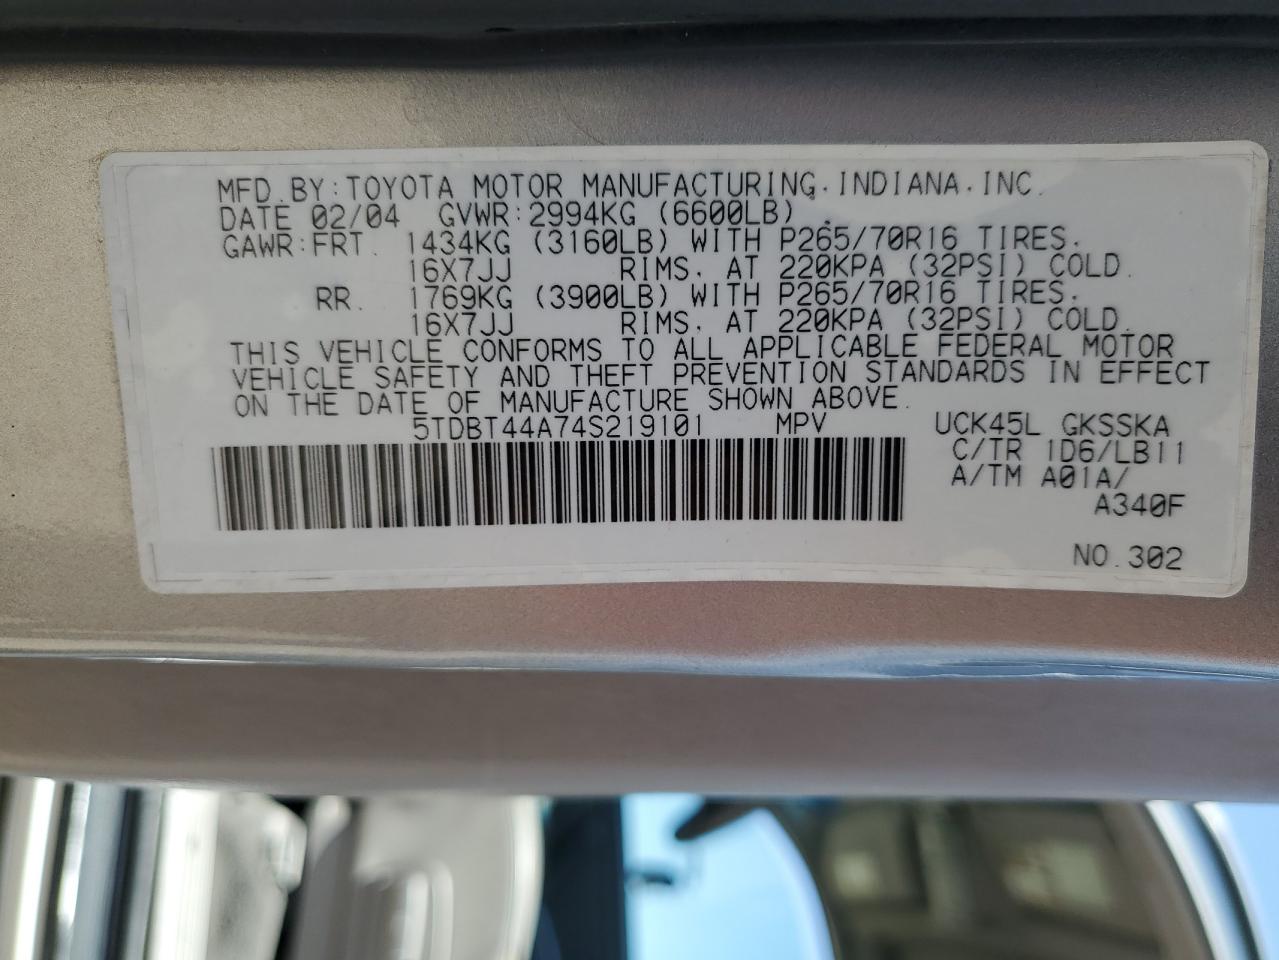 MFD.BY:TOYOTA MOTOR MANUFACTURING,INDIANA,INC.
DATE 02/04 GVWR:2994KG (6600LB)
GAWR:FRT. 1434KG (3160LB) WITH P265/70R16 TIRES.
16X7JJ RIMS. AT 220KPA (32PSI) COLD.
RR. 1769KG (3900LB) WITH P265/70R16 TIRES.
16X7JJ RIMS. AT 220KPA (32PSI) COLD.
THIS VEHICLE CONFORMS TO ALL APPLICABLE FEDERAL MOTOR
VEHICLE SAFETY AND THEFT PREVENTION STANDARDS IN EFFECT
ON THE DATE OF MANUFACTURE SHOWN ABOVE.
5TDBT44A74S219101 MPV UCK45L GKSSKA
C/TR 1D6/LB11
A/TM A01A/
A340F
NO.302